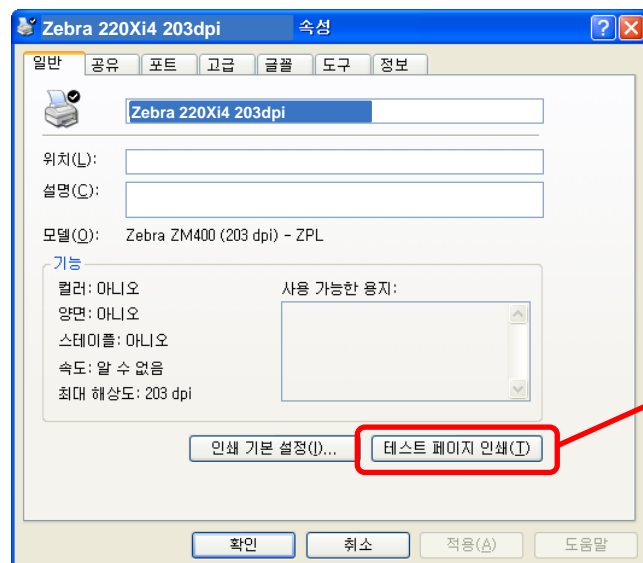 Zebra 220Xi4 203dpi 속성
일반 공유 포트 고급 글꼴 도구 정보
Zebra 220Xi4 203dpi
위치(L):
설명(C):
모델(O): Zebra ZM400 (203 dpi) - ZPL
기능
컬러: 아니오 사용 가능한 용지:
양면: 아니오
스테이플: 아니오
속도: 알 수 없음
최대 해상도: 203 dpi
인쇄 기본 설정(I)... 테스트 페이지 인쇄(T)
확인 취소 적용(A) 도움말